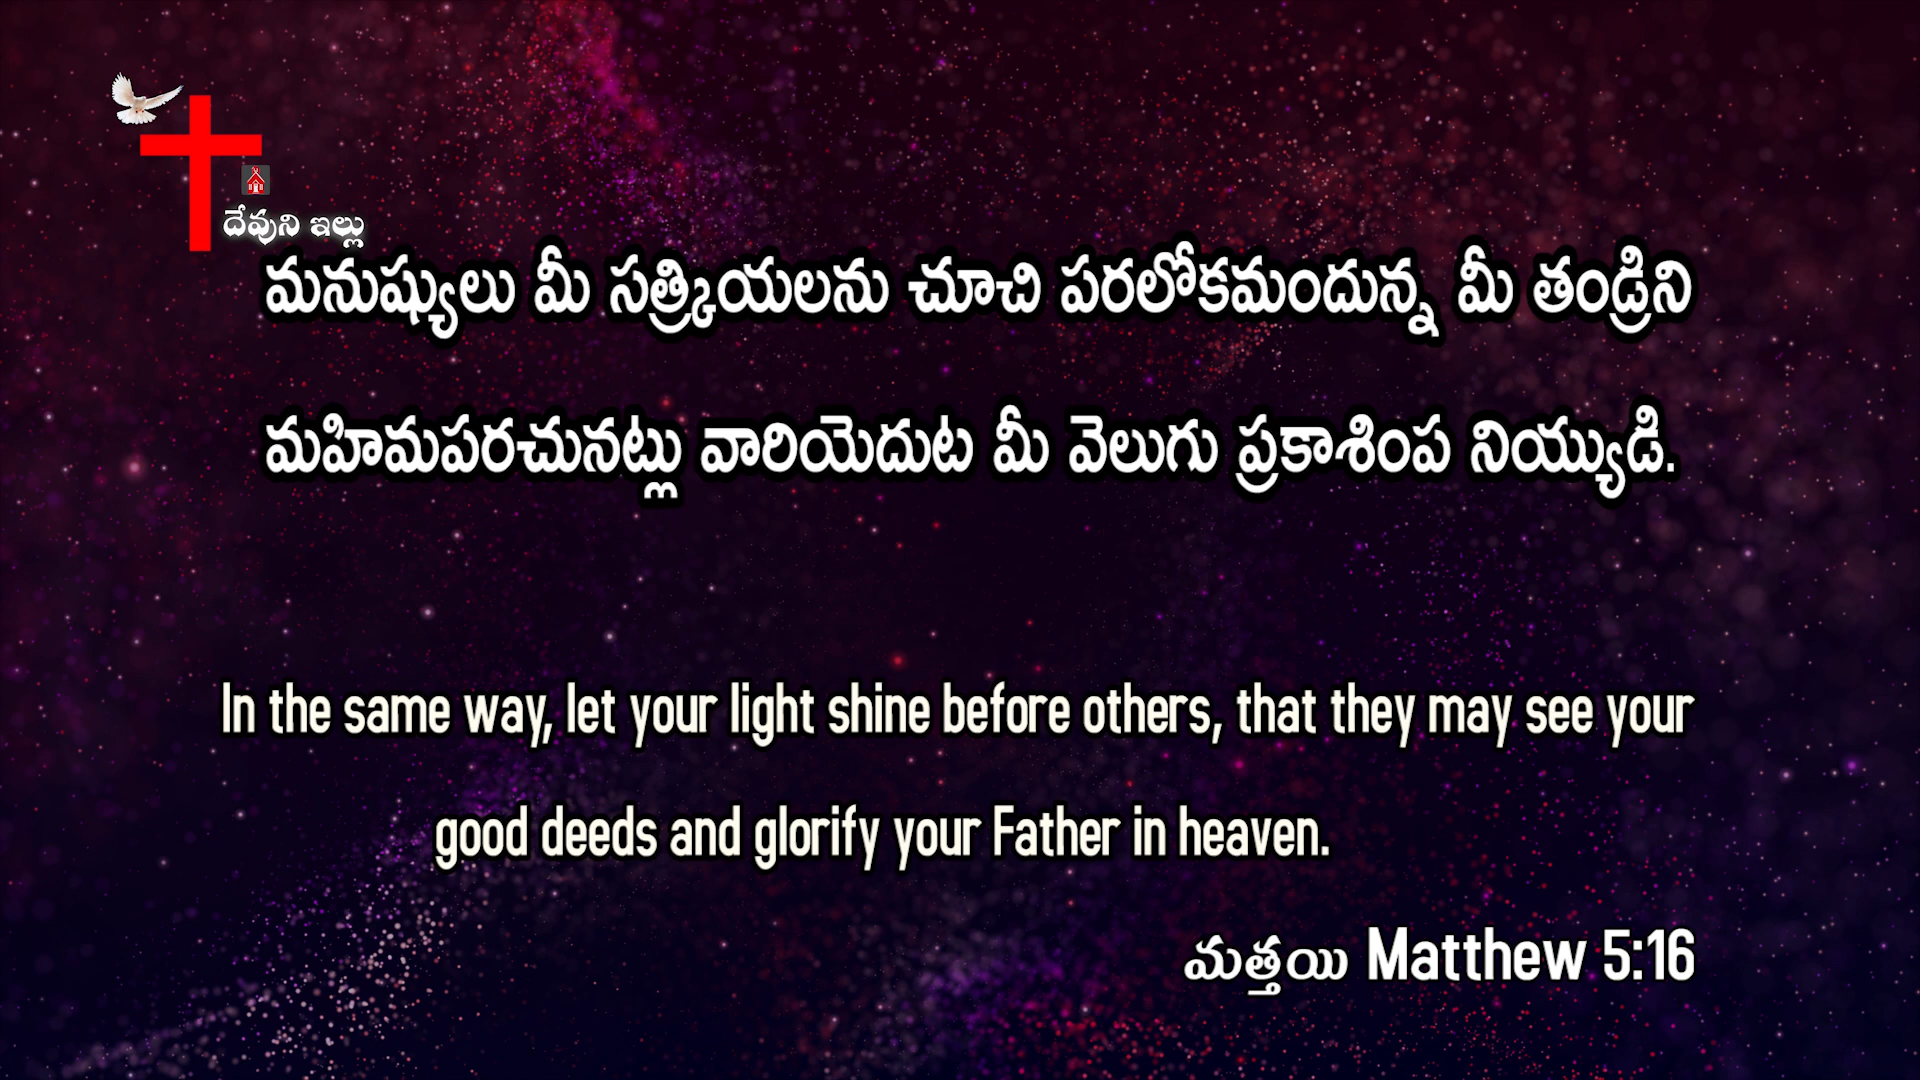 దేవుని ఇల్లు
మనుష్యులు మీ సత్క్రియలను చూచి పరలోకమందున్న మీ తండ్రిని
మహిమపరచునట్లు వారియెదుట మీ వెలుగు ప్రకాశింప నియ్యుడి.
In the same way, let your light shine before others, that they may see your
good deeds and glorify your Father in heaven.
మత్తయి Matthew 5:16